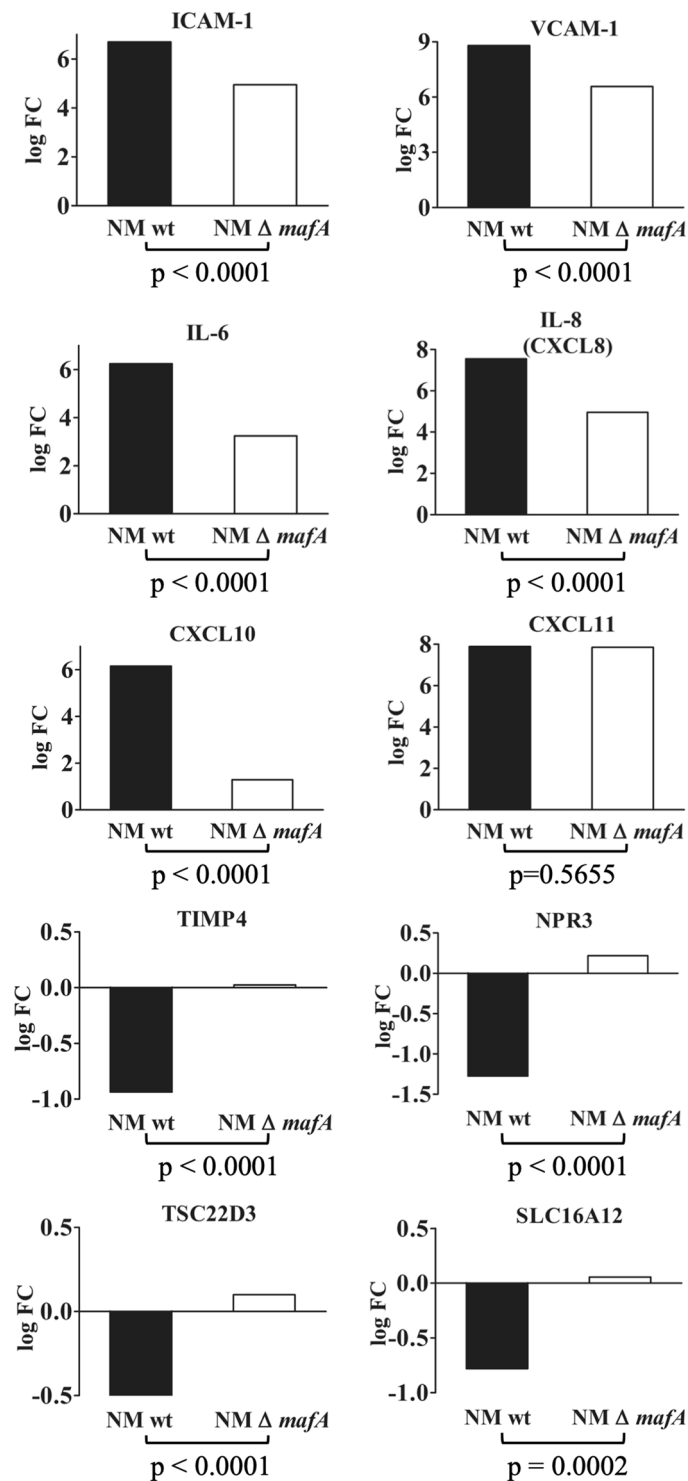 ICAM-1
log FC
6
4
2
0
NM wt NM Δ mafA
p < 0.0001
VCAM-1
log FC
9
6
3
0
NM wt NM Δ mafA
p < 0.0001
IL-6
log FC
6
4
2
0
NM wt NM Δ mafA
p < 0.0001
IL-8
(CXCL8)
log FC
8
6
4
2
0
NM wt NM Δ mafA
p < 0.0001
CXCL10
log FC
6
4
2
0
NM wt NM Δ mafA
p < 0.0001
CXCL11
log FC
8
6
4
2
0
NM wt NM Δ mafA
p=0.5655
TIMP4
log FC
0.5
0.0
-0.5
-1.0
NM wt NM Δ mafA
p < 0.0001
NPR3
log FC
0.5
0.0
-0.5
-1.0
-1.5
NM wt NM Δ mafA
p < 0.0001
TSC22D3
log FC
0.5
0.0
-0.5
NM wt NM Δ mafA
p < 0.0001
SLC16A12
log FC
0.5
0.0
-0.5
-1.0
NM wt NM Δ mafA
p = 0.0002